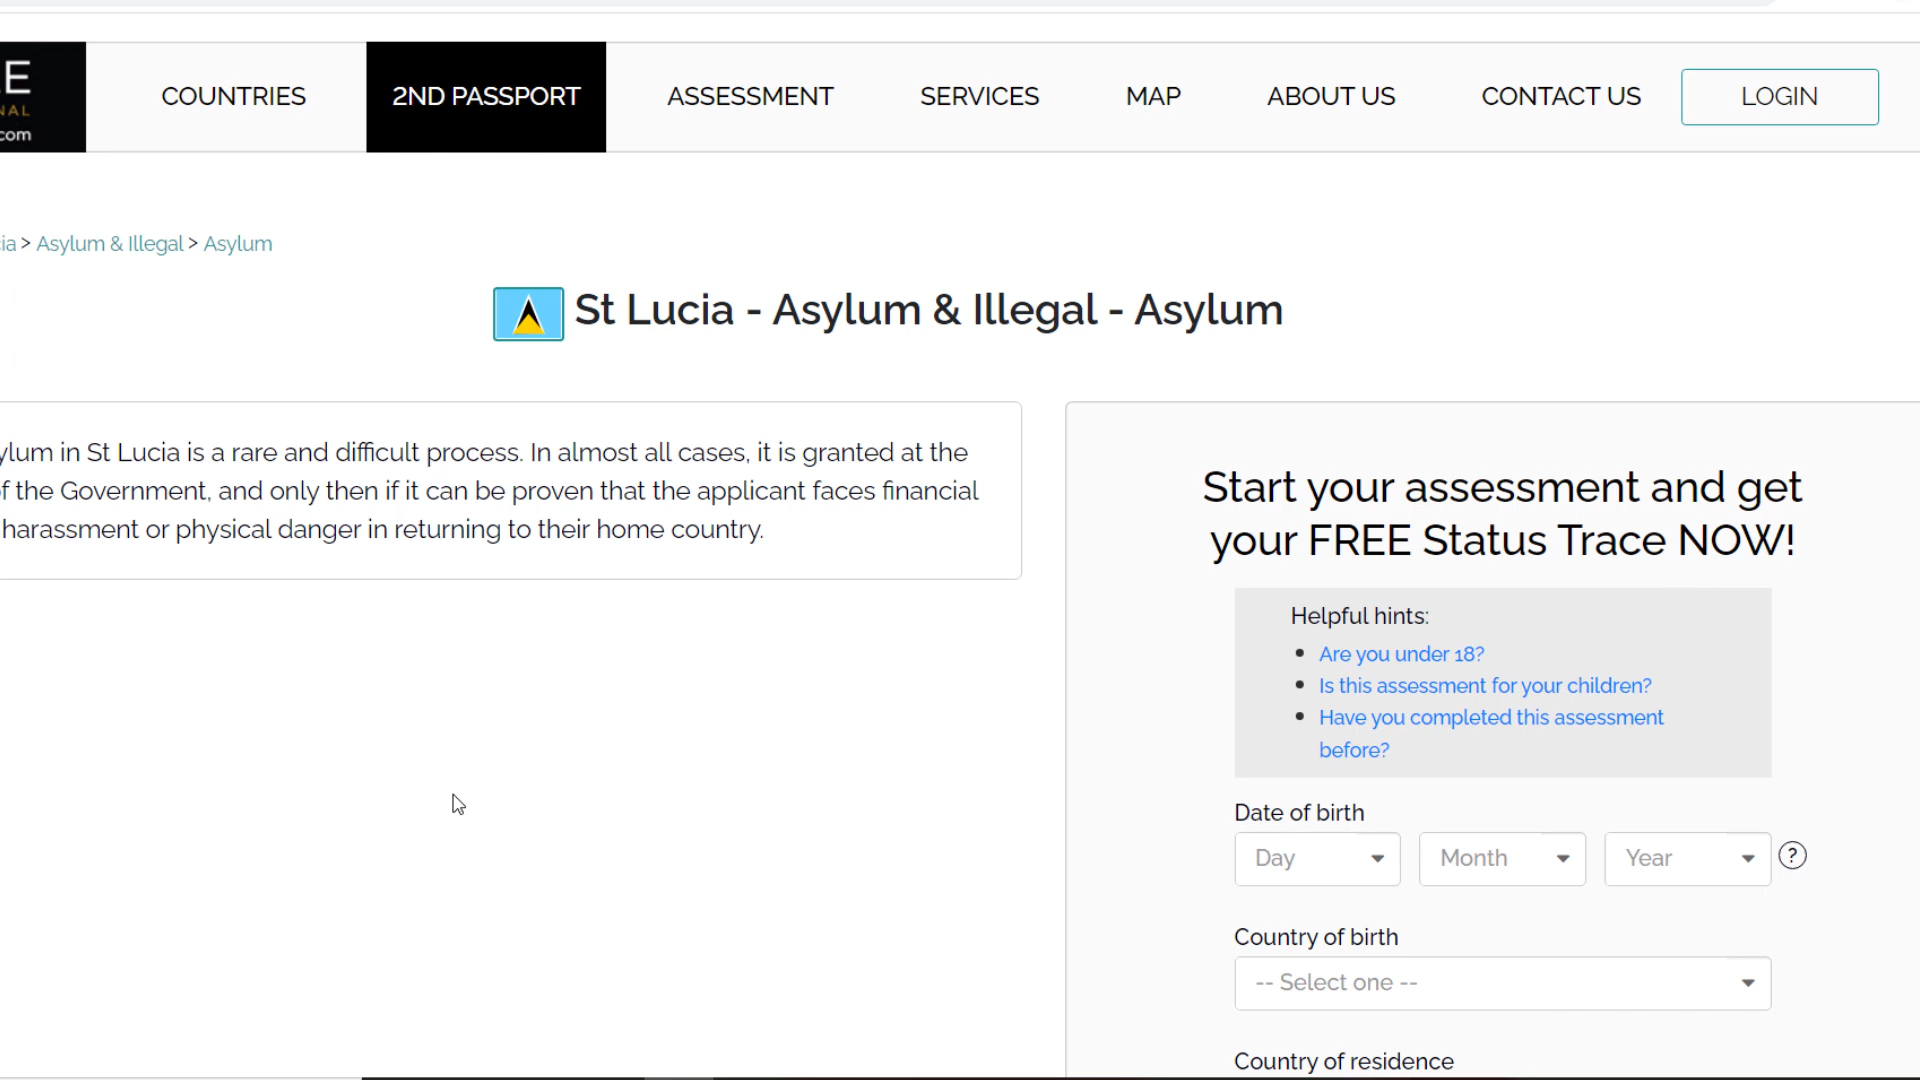 E
NAL
com
COUNTRIES
2ND PASSPORT
ASSESSMENT
SERVICES
MAP
ABOUT US
CONTACT US
LOGIN
> Asylum & Illegal > Asylum
St Lucia - Asylum & Illegal - Asylum
in St Lucia is a rare and difficult process. In almost all cases, it is granted at the
the Government, and only then if it can be proven that the applicant faces financial
harassment or physical danger in returning to their home country.
Start your assessment and get
your FREE Status Trace NOW!
Helpful hints:
Are you under 18?
Is this assessment for your children?
Have you completed this assessment
before?
Date of birth
Day
Month
Year
?
Country of birth
-- Select one --
Country of residence